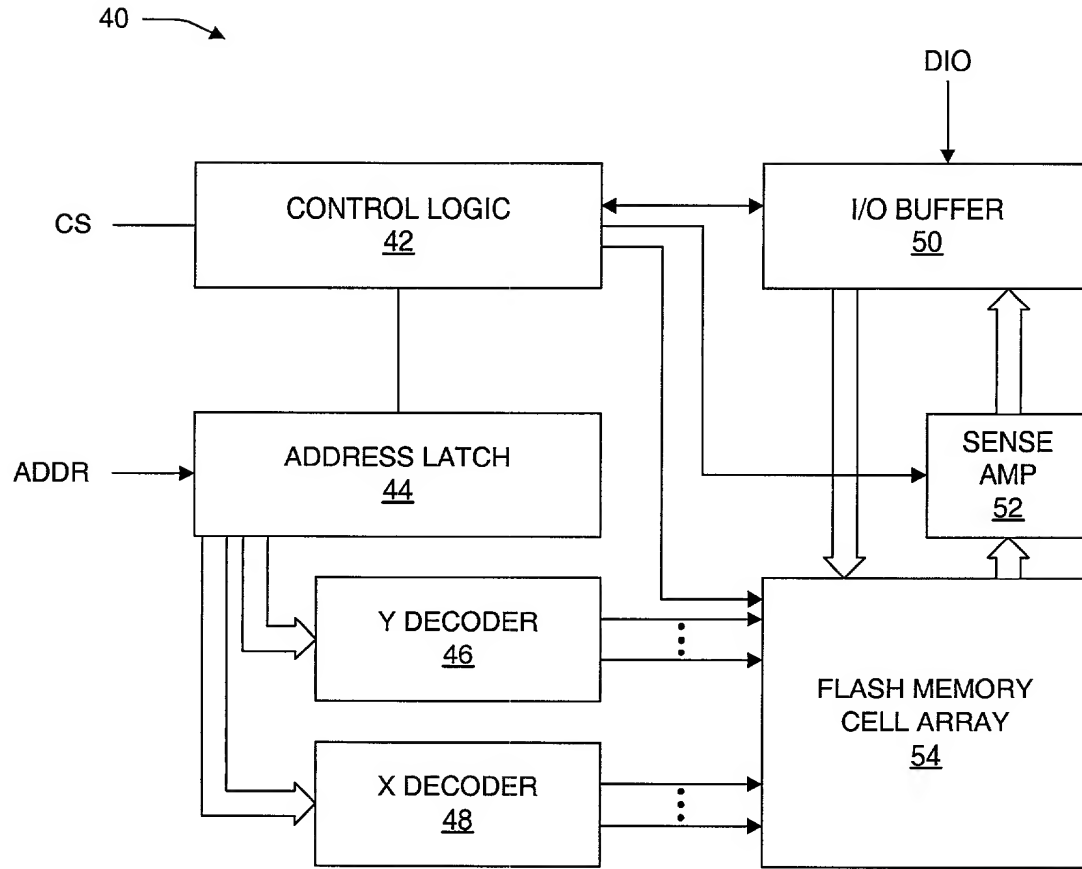 40
DIO
CONTROL LOGIC
42
I/O BUFFER
50
CS
ADDRESS LATCH
44
SENSE
AMP
52
ADDR
Y DECODER
46
FLASH MEMORY
CELL ARRAY
54
X DECODER
48